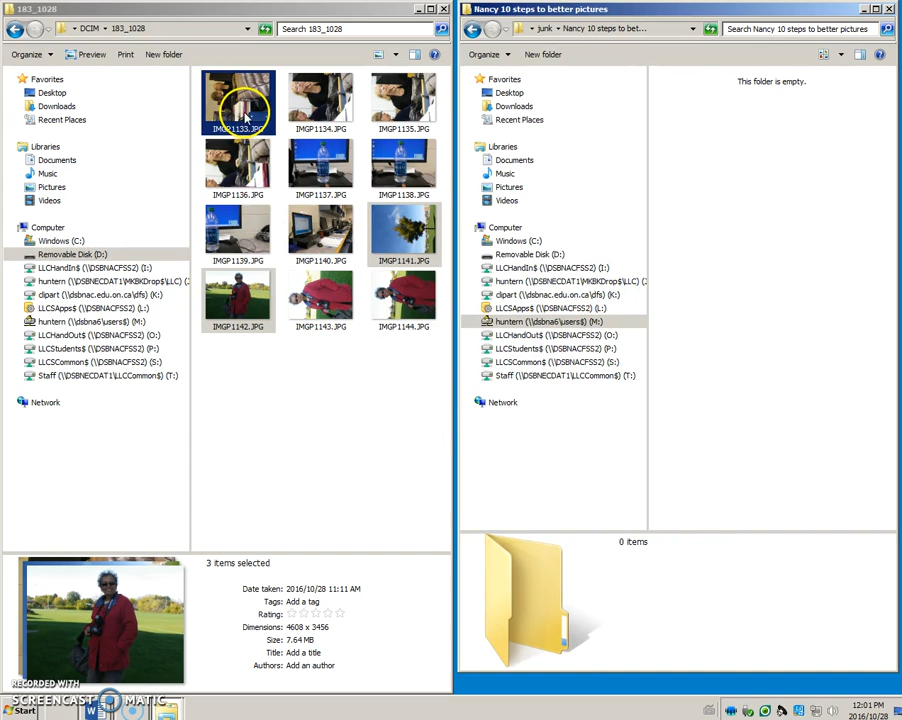 183_1028
DCIM
183_1028
Search 183_1028
Organize
Preview
Print
New folder
Favorites
Desktop
Downloads
Recent Places
Libraries
Documents
Music
Pictures
Videos
Computer
Windows (C:)
Removable Disk (D:)
LLCHandIn$ (\\DSBNACFSS2) (I:)
huntern (\\DSBNECDAT1\MKBKDrop$\LLC) (J:
clipart (\\dsbnac.edu.on.ca\dfs) (K:)
LLCSApps$ (\\DSBNACFSS2) (L:)
huntern (\\dsbna6\users$) (M:)
LLCHandOut$ (\\DSBNACFSS2) (O:)
LLCStudents$ (\\DSBNACFSS2) (P:)
LLCSCommon$ (\\DSBNACFSS2) (S:)
Staff (\\DSBNECDAT1\LLCCommon$) (T:)
Network
IMGP1133.JPG
IMGP1134.JPG
IMGP1135.JPG
IMGP1136.JPG
IMGP1137.JPG
IMGP1138.JPG
IMGP1139.JPG
IMGP1140.JPG
IMGP1141.JPG
IMGP1142.JPG
IMGP1143.JPG
IMGP1144.JPG
3 items selected
Date taken: 2016/10/28 11:11 AM
Tags: Add a tag
Rating:
Dimensions: 4608 x 3456
Size: 7.64 MB
Title: Add a title
Authors: Add an author
Nancy 10 steps to better pictures
junk
Nancy 10 steps to bet...
Search Nancy 10 steps to better pictures
Organize
New folder
Favorites
Desktop
Downloads
Recent Places
Libraries
Documents
Music
Pictures
Videos
Computer
Windows (C:)
Removable Disk (D:)
LLCHandIn$ (\\DSBNACFSS2) (I:)
huntern (\\DSBNECDAT1\MKBKDrop$\LLC) (J:
clipart (\\dsbnac.edu.on.ca\dfs) (K:)
LLCSApps$ (\\DSBNACFSS2) (L:)
huntern (\\dsbna6\users$) (M:)
LLCHandOut$ (\\DSBNACFSS2) (O:)
LLCStudents$ (\\DSBNACFSS2) (P:)
LLCSCommon$ (\\DSBNACFSS2) (S:)
Staff (\\DSBNECDAT1\LLCCommon$) (T:)
Network
This folder is empty.
0 items
RECORDED WITH
SCREENCAST MATIC
Start
12:01 PM
2016/10/28